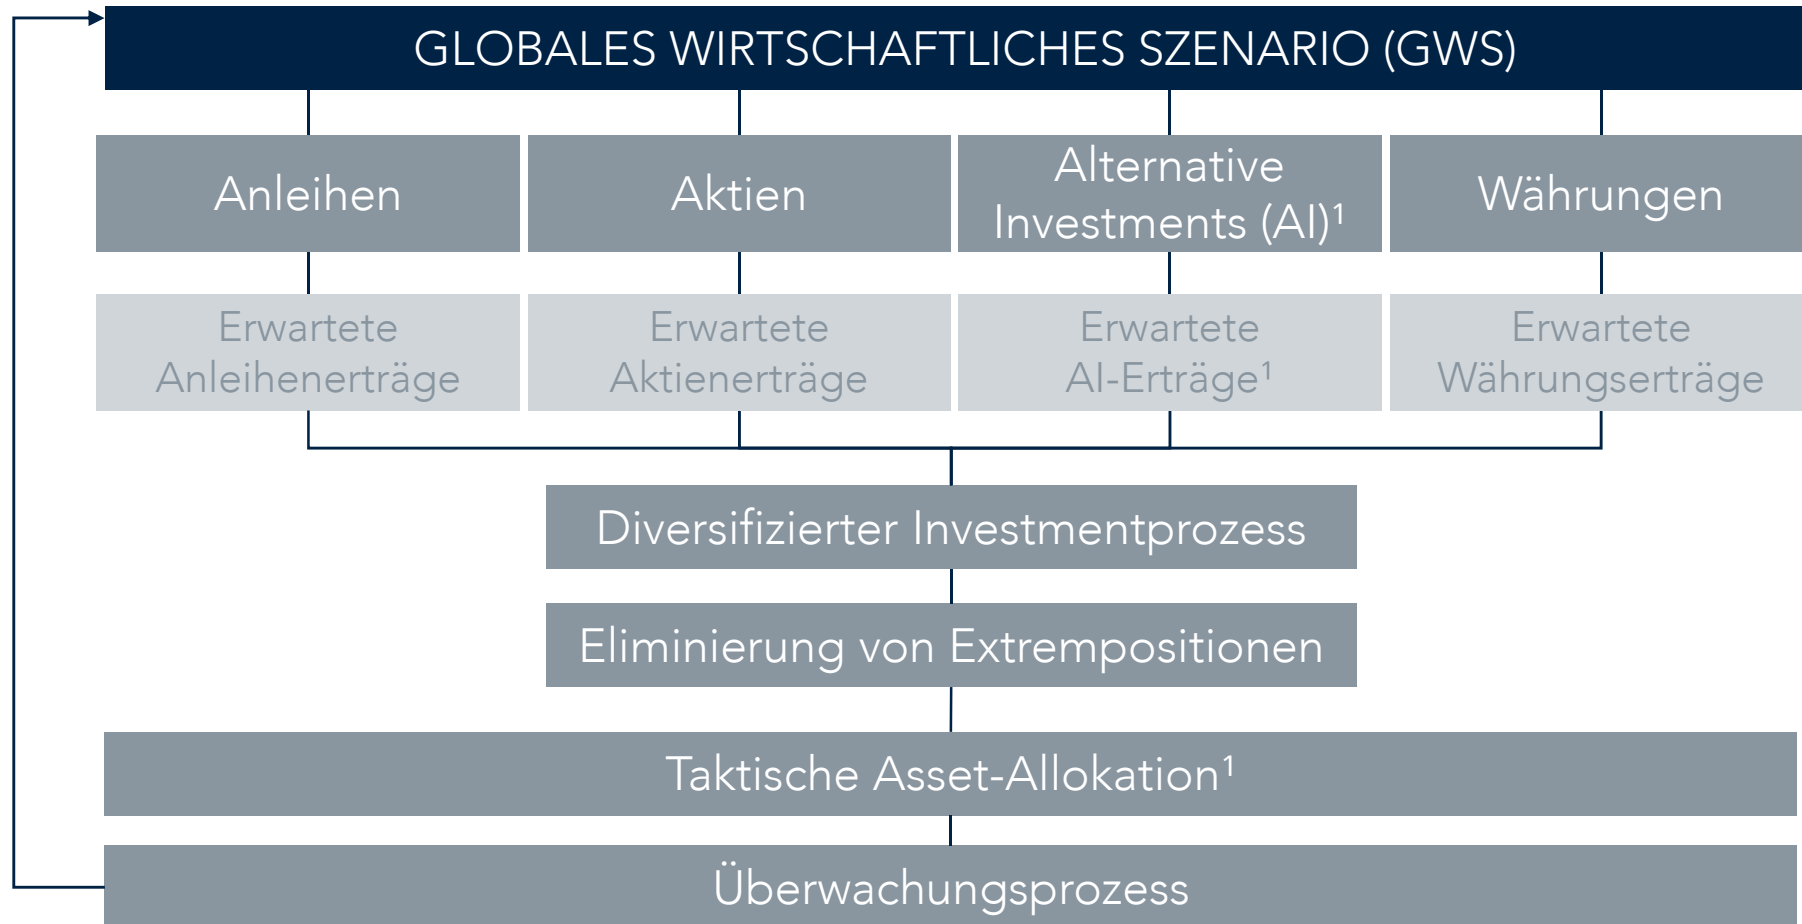 GLOBALES WIRTSCHAFTLICHES SZENARIO (GWS)
Anleihen
Aktien
Alternative
Investments (AI)¹
Währungen
Erwartete
Anleihenerträge
Erwartete
Aktienerträge
Erwartete
AI-Erträge¹
Erwartete
Währungserträge
Diversifizierter Investmentprozess
Eliminierung von Extrempositionen
Taktische Asset-Allokation¹
Überwachungsprozess